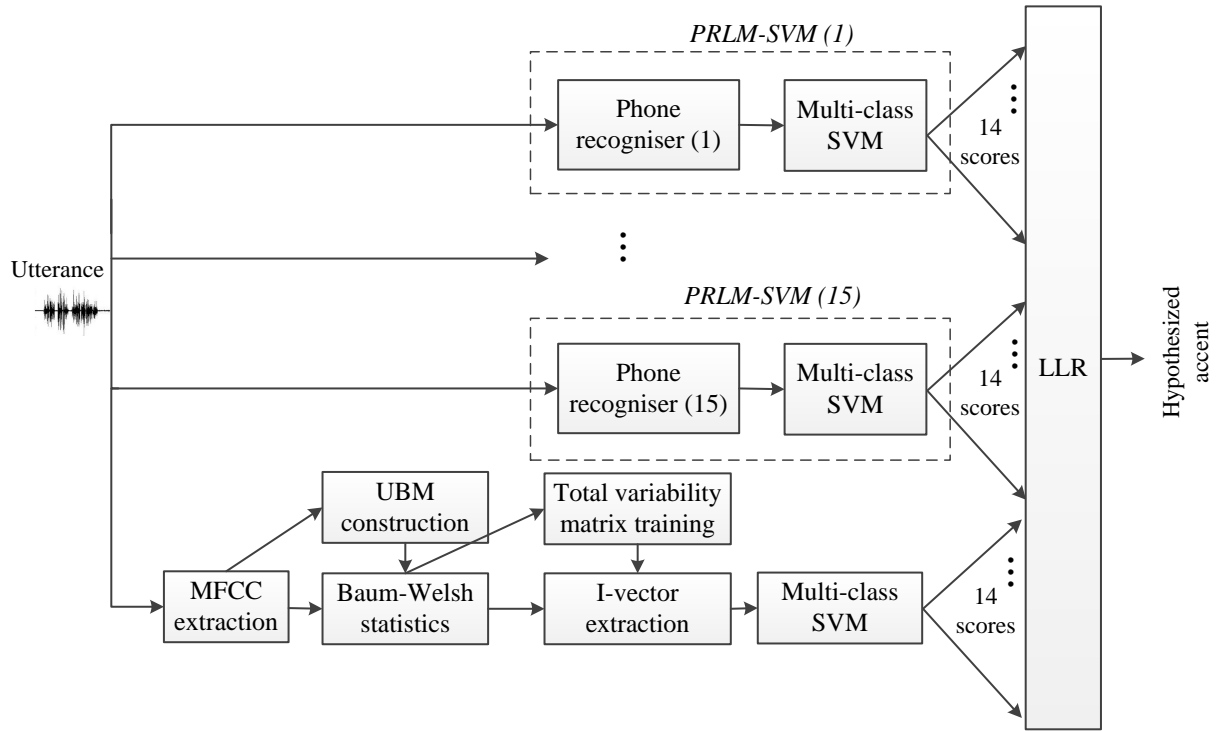 PRLM-SVM (1)
Phone
recogniser (1)
Multi-class
SVM
14
scores
Utterance
PRLM-SVM (15)
Phone
recogniser (15)
Multi-class
SVM
14
scores
LLR
Hypothesized
accent
UBM
construction
Total variability
matrix training
MFCC
extraction
Baum-Welsh
statistics
I-vector
extraction
Multi-class
SVM
14
scores